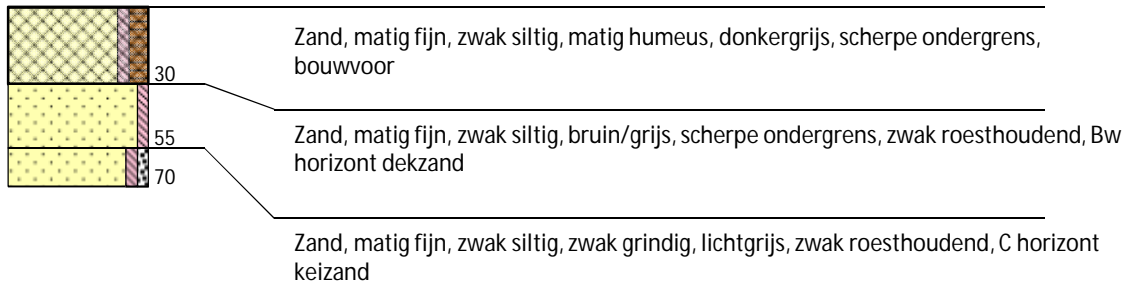 Zand, matig fijn, zwak siltig, matig humeus, donkergrijs, scherpe ondergrens,
bouwvoor
30
Zand, matig fijn, zwak siltig, bruin/grijs, scherpe ondergrens, zwak roesthoudend, Bw
horizont dekzand
55
Zand, matig fijn, zwak siltig, zwak grindig, lichtgrijs, zwak roesthoudend, C horizont
keizand
70